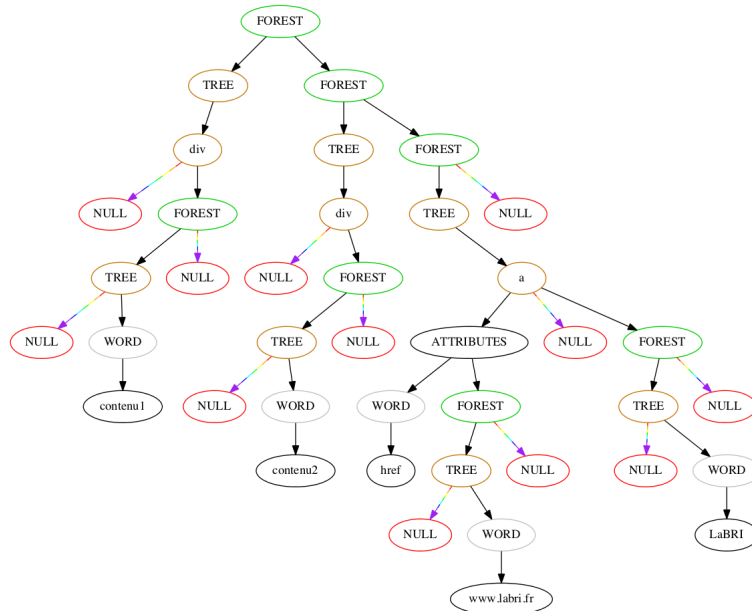 FOREST
TREE FOREST
div TREE FOREST
NULL FOREST div TREE NULL
TREE NULL NULL FOREST a
NULL WORD TREE NULL ATTRIBUTES NULL FOREST
contenu1 NULL WORD WORD FOREST TREE NULL
contenu2 href TREE NULL NULL WORD
NULL WORD LaBRI
www.labri.fr